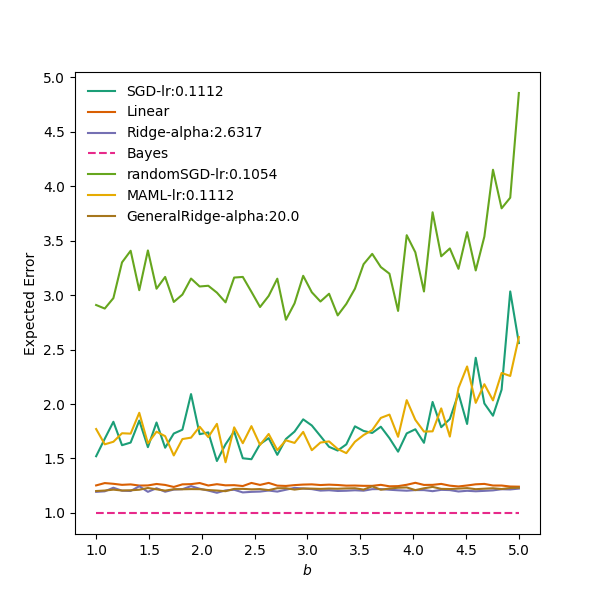 5.0
4.5
4.0
3.5
3.0
2.5
2.0
1.5
1.0
Expected Error
SGD-lr:0.1112
Linear
Ridge-alpha:2.6317
Bayes
randomSGD-lr:0.1054
MAML-lr:0.1112
GeneralRidge-alpha:20.0
1.0 1.5 2.0 2.5 3.0 3.5 4.0 4.5 5.0
b